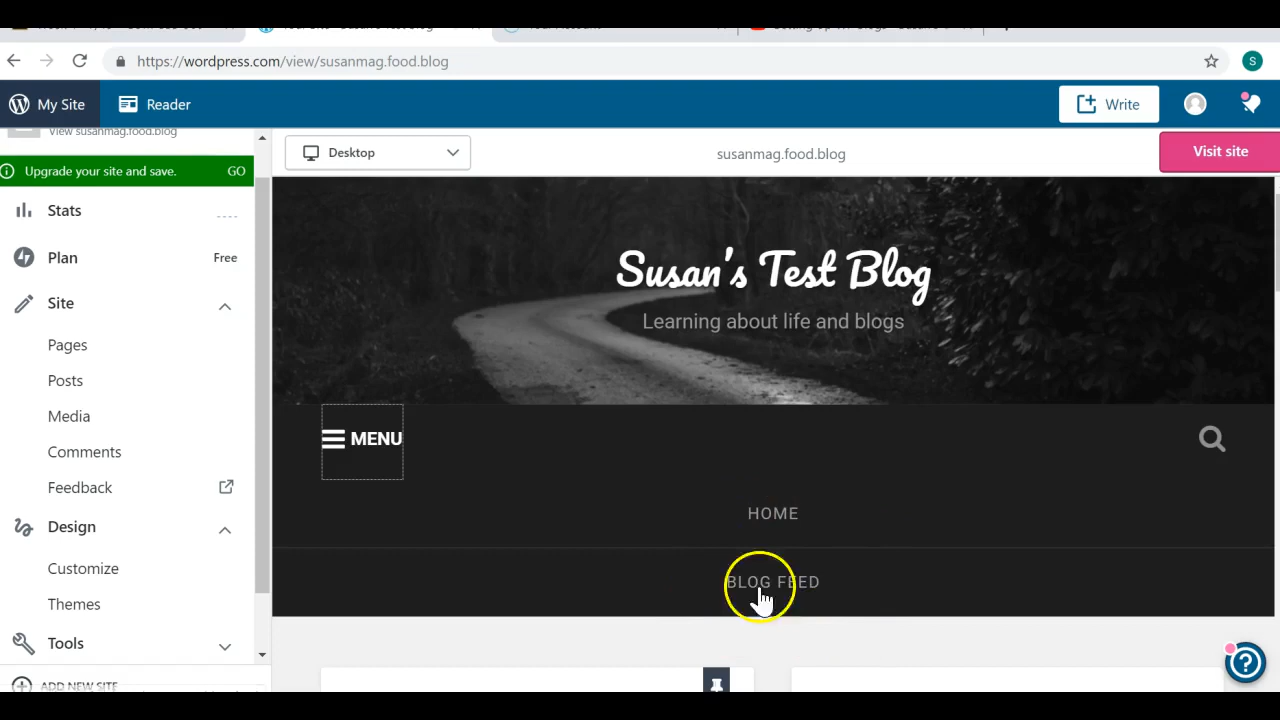 https://wordpress.com/view/susanmag.food.blog
S
My Site
Reader
Write
View susanmag.food.blog
Upgrade your site and save. GO
Stats
Plan Free
Site
Pages
Posts
Media
Comments
Feedback
Design
Customize
Themes
Tools
ADD NEW SITE
Desktop
susanmag.food.blog
Visit site
Susan's Test Blog
Learning about life and blogs
MENU
HOME
BLOG FEED